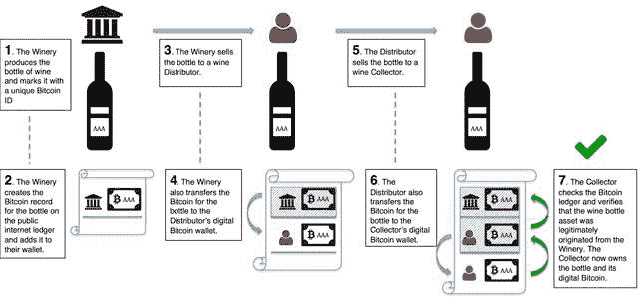 1. The Winery
produces the
bottle of wine
and marks it with
a unique Bitcoin
ID
3. The Winery sells
the bottle to a wine
Distributor.
5. The Distributor
sells the bottle to a
wine Collector.
AAA
AAA
AAA
2. The Winery
creates the
Bitcoin record
for the bottle on
the public
internet ledger
and adds it to
their wallet.
B AAA
4. The Winery
also transfers the
Bitcoin for the
bottle to the
Distributor's digital
Bitcoin wallet.
B AAA
B AAA
6. The
Distributor also
transfers the
Bitcoin for the
bottle to the
Collector's digital
Bitcoin wallet.
B AAA
B AAA
B AAA
7. The Collector
checks the Bitcoin
ledger and verifies
that the wine bottle
asset was
legitimately
originated from the
Winery. The
Collector now owns
the bottle and its
digital Bitcoin.